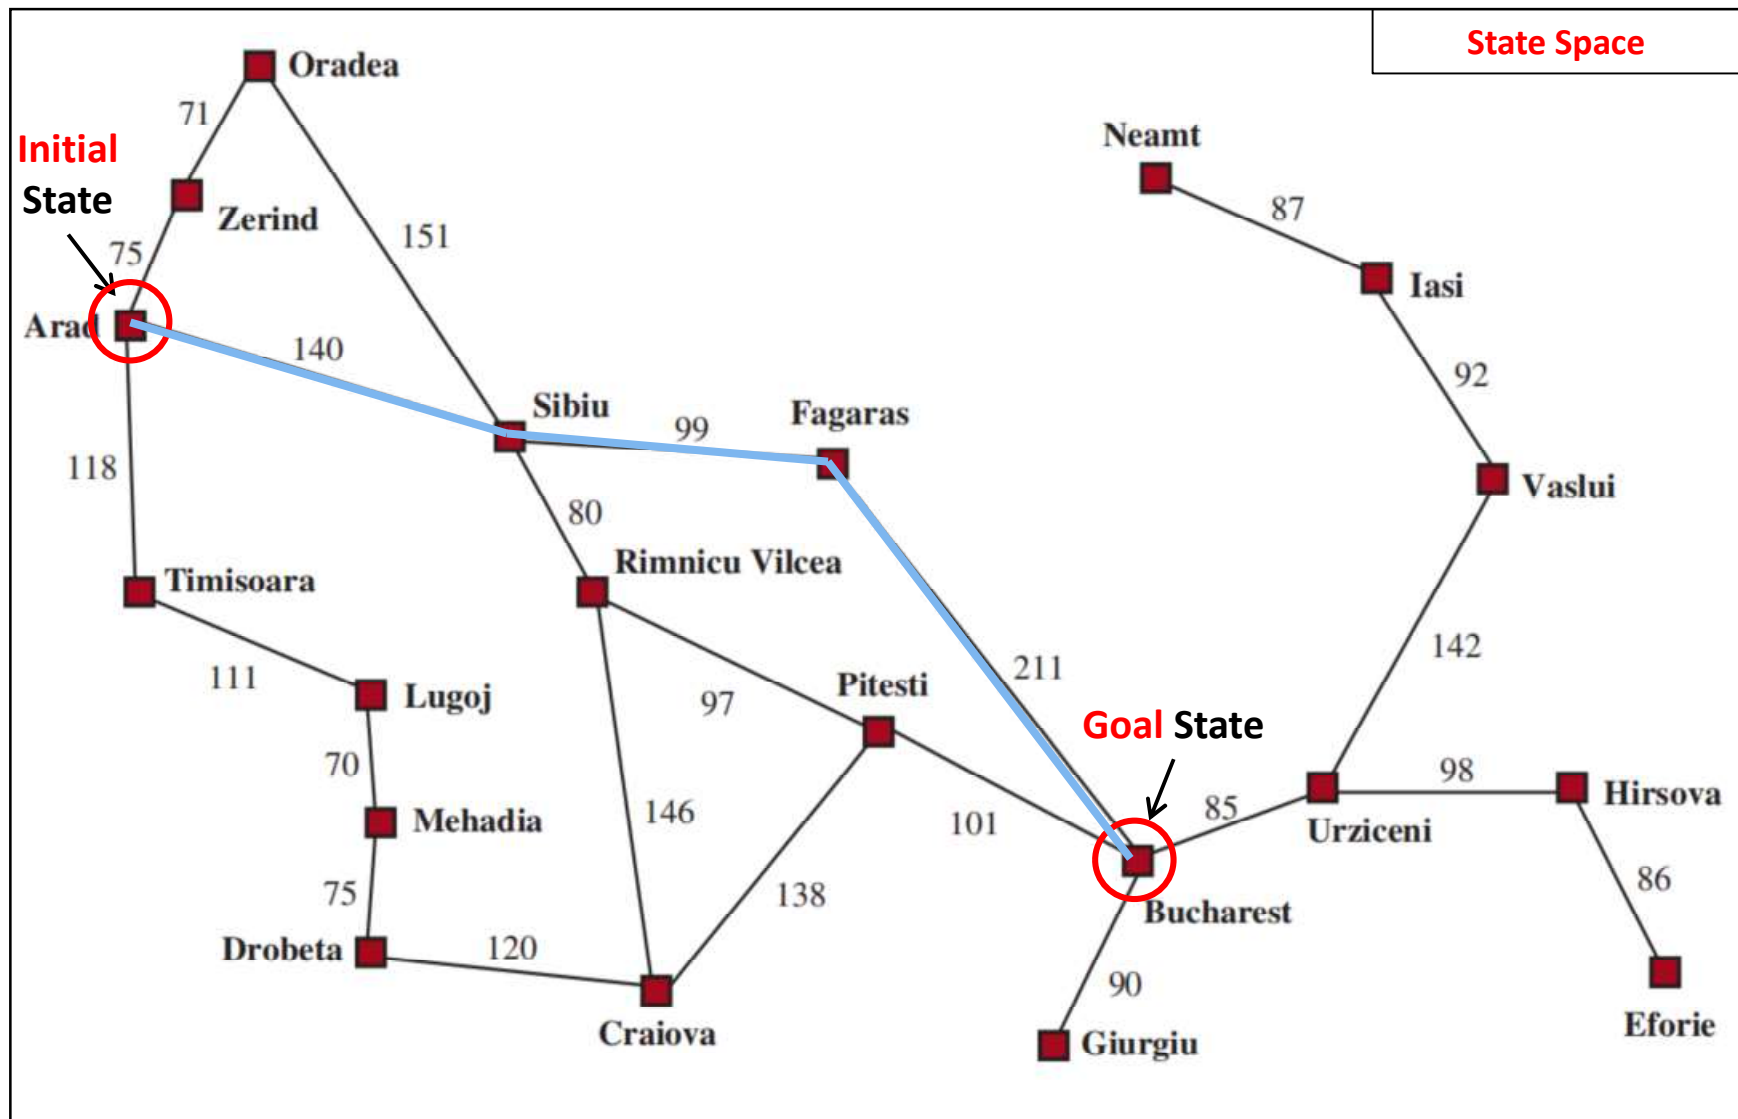 State Space
Oradea
71
Initial
State
Neamt
87
Zerind
151
75
Iasi
Arad
140
92
Sibiu
99
Fagaras
118
80
Vaslui
Rimnicu Vilcea
Timisoara
142
111
Lugoj
97
Pitesti
211
Goal State
70
98
Hirsova
Mehadia
146
101
85
Urziceni
75
138
86
Bucharest
Drobeta
120
90
Craiova
Giurgiu
Eforie